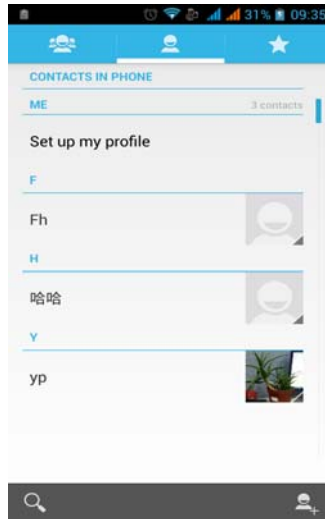 31% 09:35
CONTACTS IN PHONE
ME 3 contacts
Set up my profile
F
Fh
H
哈哈
Y
yp